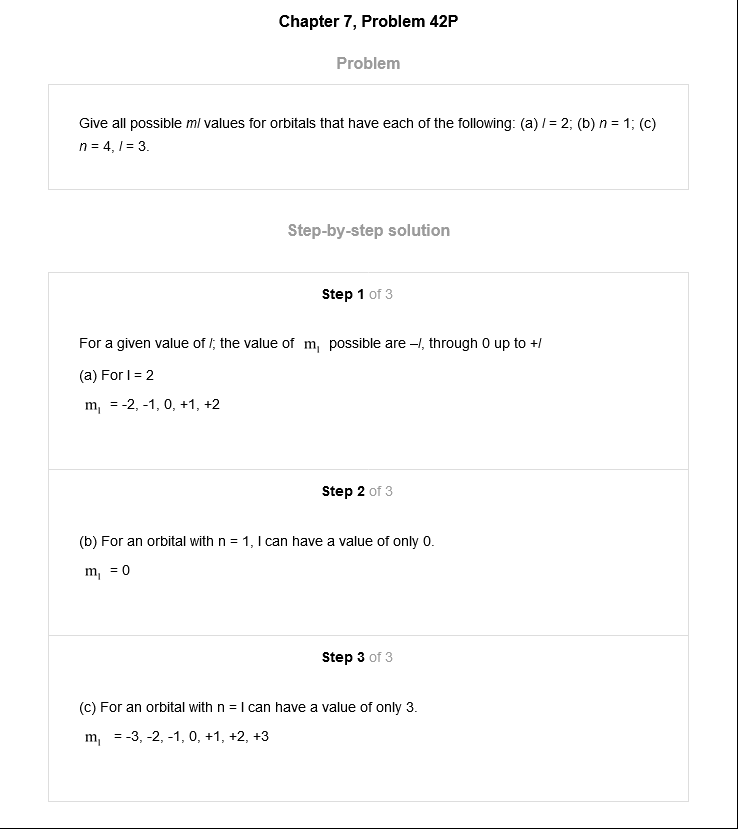 Chapter 7, Problem 42P
Problem
Give all possible ml values for orbitals that have each of the following: (a) l = 2; (b) n = 1; (c)
n = 4, l = 3.
Step-by-step solution
Step 1 of 3
For a given value of l; the value of m_l possible are –l, through 0 up to +l
(a) For l = 2
m_l = -2, -1, 0, +1, +2
Step 2 of 3
(b) For an orbital with n = 1, l can have a value of only 0.
m_l = 0
Step 3 of 3
(c) For an orbital with n = l can have a value of only 3.
m_l = -3, -2, -1, 0, +1, +2, +3